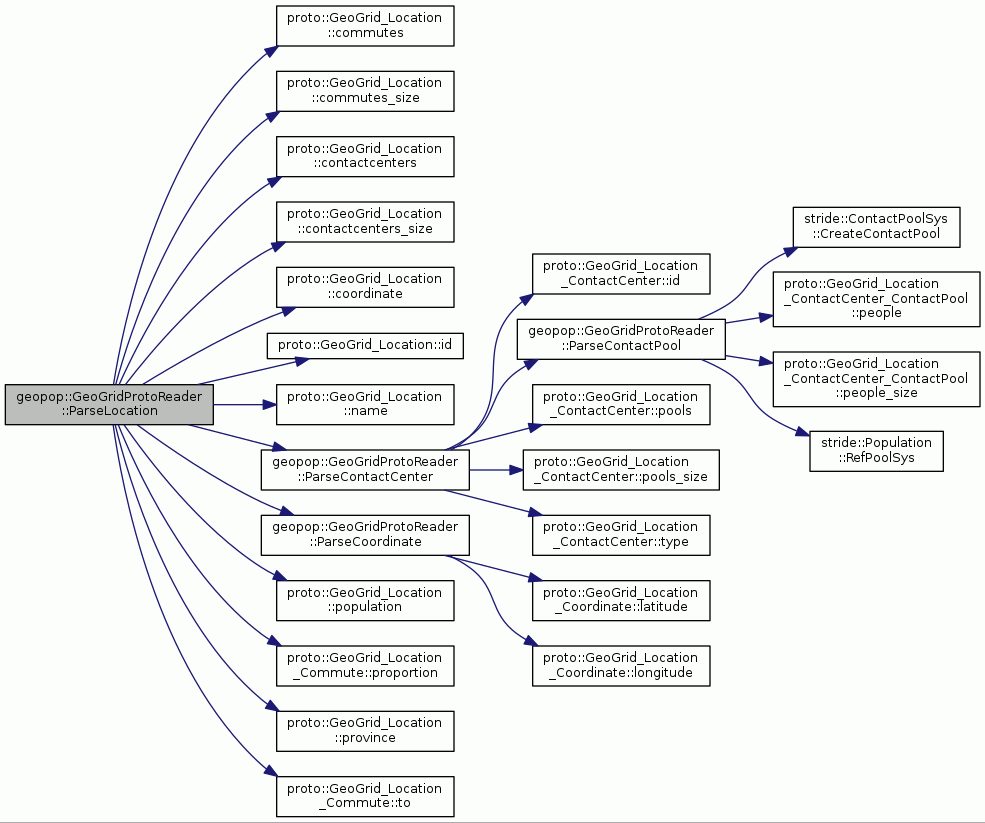 geopop::GeoGridProtoReader
::ParseLocation
proto::GeoGrid_Location
::commutes
proto::GeoGrid_Location
::commutes_size
proto::GeoGrid_Location
::contactcenters
proto::GeoGrid_Location
::contactcenters_size
proto::GeoGrid_Location
::coordinate
proto::GeoGrid_Location::id
proto::GeoGrid_Location
::name
geopop::GeoGridProtoReader
::ParseContactCenter
geopop::GeoGridProtoReader
::ParseCoordinate
proto::GeoGrid_Location
::population
proto::GeoGrid_Location
_Commute::proportion
proto::GeoGrid_Location
::province
proto::GeoGrid_Location
_Commute::to
proto::GeoGrid_Location
_ContactCenter::id
geopop::GeoGridProtoReader
::ParseContactPool
proto::GeoGrid_Location
_ContactCenter::pools
proto::GeoGrid_Location
_ContactCenter::pools_size
proto::GeoGrid_Location
_ContactCenter::type
proto::GeoGrid_Location
_Coordinate::latitude
proto::GeoGrid_Location
_Coordinate::longitude
stride::ContactPoolSys
::CreateContactPool
proto::GeoGrid_Location
_ContactCenter_ContactPool
::people
proto::GeoGrid_Location
_ContactCenter_ContactPool
::people_size
stride::Population
::RefPoolSys